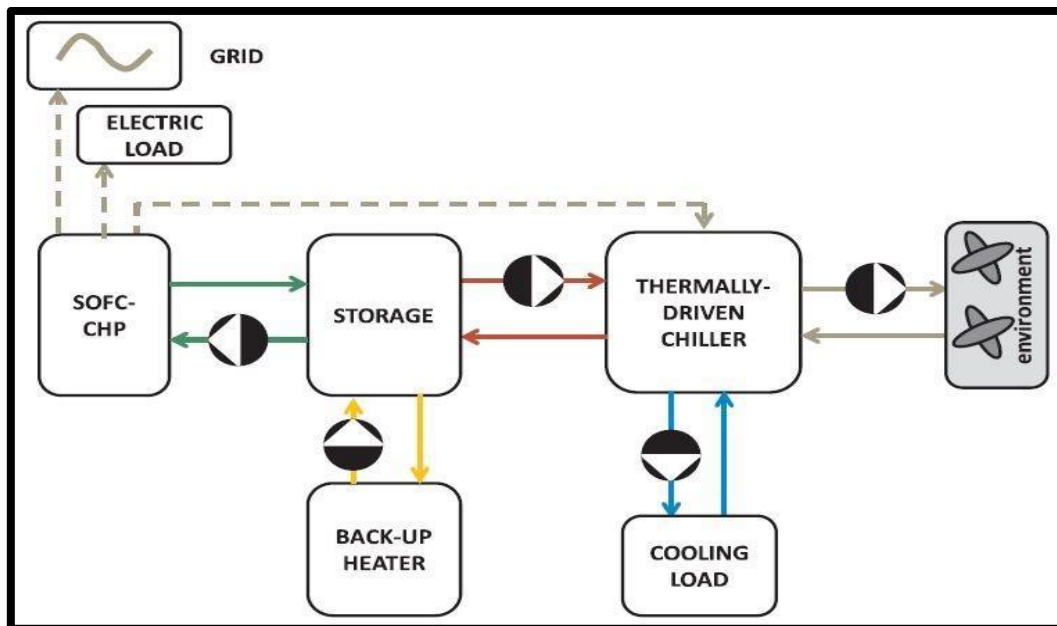 GRID
ELECTRIC
LOAD
SOFC-
CHP
STORAGE
THERMALLY-
DRIVEN
CHILLER
environment
BACK-UP
HEATER
COOLING
LOAD